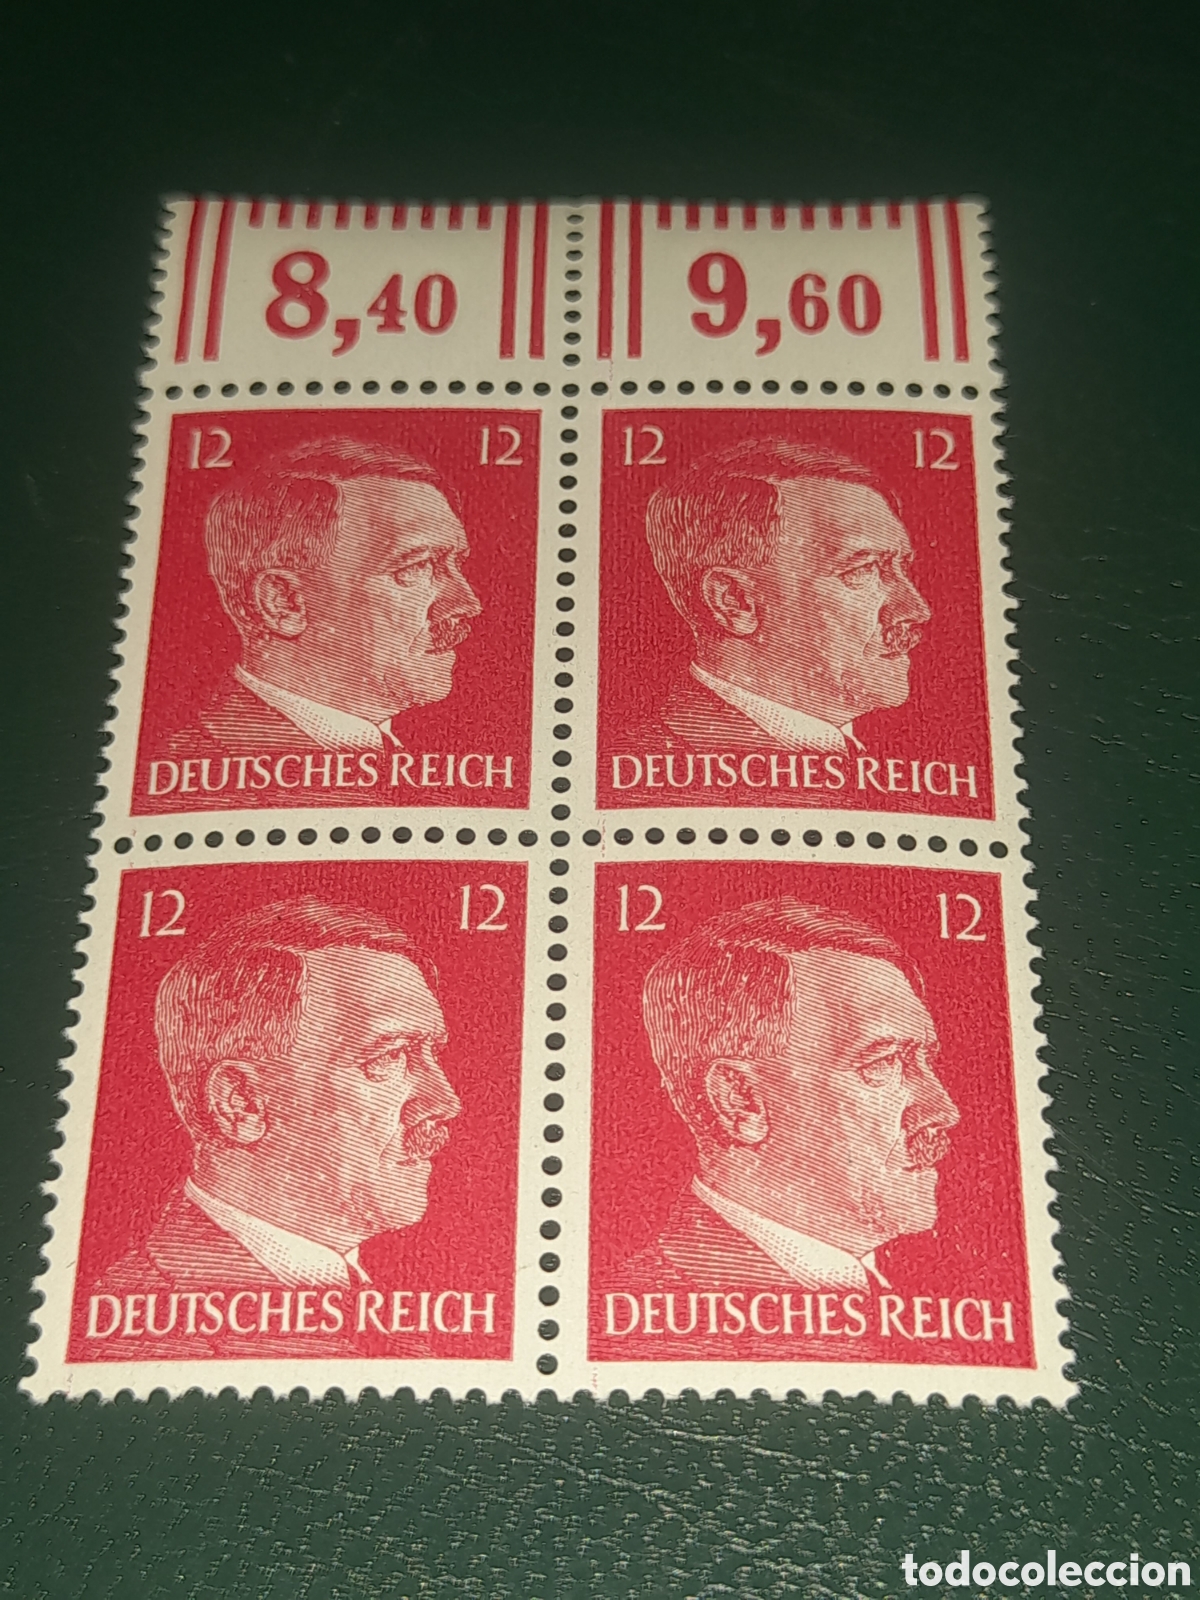 8,40 9,60
12 12 12 12
DEUTSCHES REICH DEUTSCHES REICH
12 12 12 12
DEUTSCHES REICH DEUTSCHES REICH
todocoleccion